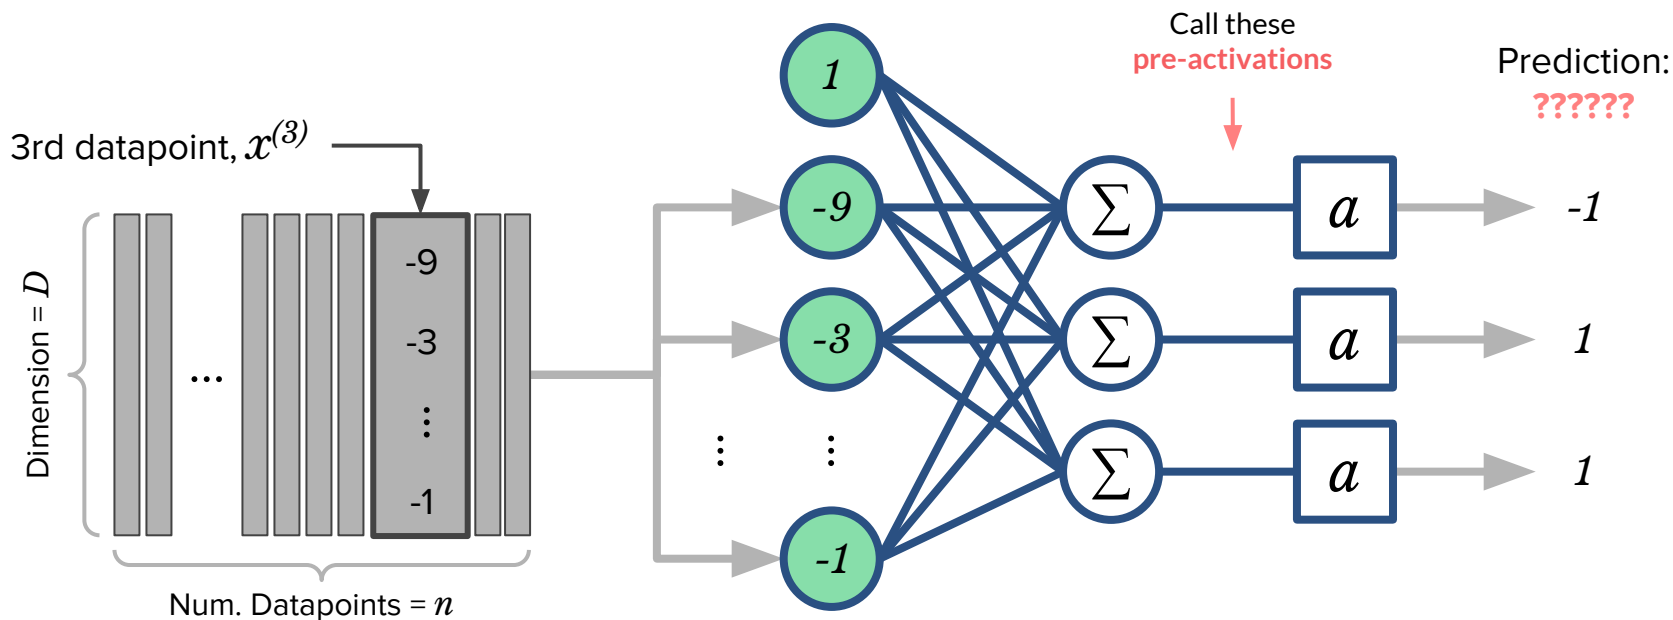 3rd datapoint, x^(3)
Dimension = D
...
-9
-3
⋮
-1
Num. Datapoints = n
⋮
1
-9
-3
⋮
-1
Σ
Σ
Σ
Call these
pre-activations
a
a
a
Prediction:
??????
-1
1
1